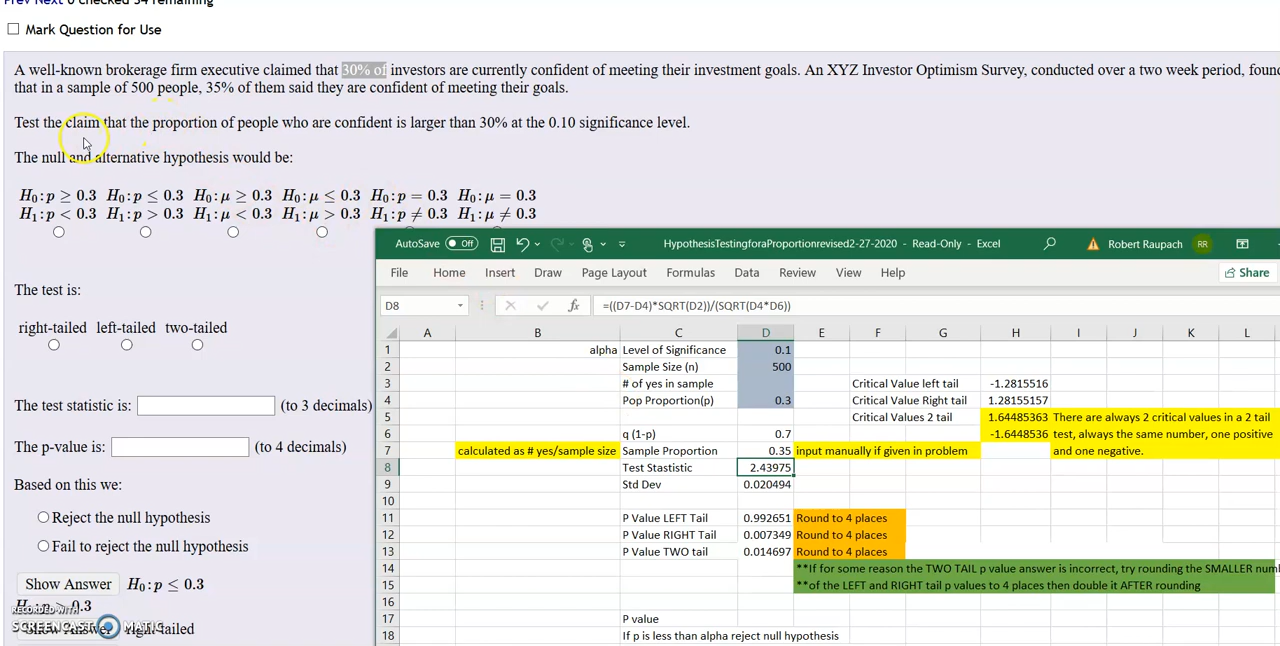 Prev Next 0 checked 54 remaining
Mark Question for Use
A well-known brokerage firm executive claimed that 30% of investors are currently confident of meeting their investment goals. An XYZ Investor Optimism Survey, conducted over a two week period, foun
that in a sample of 500 people, 35% of them said they are confident of meeting their goals.
Test the claim that the proportion of people who are confident is larger than 30% at the 0.10 significance level.
The null and alternative hypothesis would be:
H₀:p ≥ 0.3 H₀:p ≤ 0.3 H₀:μ ≥ 0.3 H₀:μ ≤ 0.3 H₀:p = 0.3 H₀:μ = 0.3
H₁:p < 0.3 H₁:p > 0.3 H₁:μ < 0.3 H₁:μ > 0.3 H₁:p ≠ 0.3 H₁:μ ≠ 0.3
The test is:
right-tailed left-tailed two-tailed
The test statistic is: (to 3 decimals)
The p-value is: (to 4 decimals)
Based on this we:
Reject the null hypothesis
Fail to reject the null hypothesis
Show Answer H₀:p ≤ 0.3
0.3
RECORDED WITH
SCREENCAST MATIC
Show Answer right-tailed
AutoSave Off HypothesisTestingforaProportionrevised2-27-2020 - Read-Only - Excel Robert Raupach RR
File Home Insert Draw Page Layout Formulas Data Review View Help Share
D8 fx =((D7-D4)*SQRT(D2))/(SQRT(D4*D6))
A B C D E F G H I J K L
1 alpha Level of Significance 0.1
2 Sample Size (n) 500
3 # of yes in sample Critical Value left tail -1.2815516
4 Pop Proportion(p) 0.3 Critical Value Right tail 1.28155157
5 Critical Values 2 tail 1.64485363 There are always 2 critical values in a 2 tail
6 q (1-p) 0.7 -1.6448536 test, always the same number, one positive
7 calculated as # yes/sample size Sample Proportion 0.35 input manually if given in problem and one negative.
8 Test Stastistic 2.43975
9 Std Dev 0.020494
10
11 P Value LEFT Tail 0.992651 Round to 4 places
12 P Value RIGHT Tail 0.007349 Round to 4 places
13 P Value TWO tail 0.014697 Round to 4 places
14 **If for some reason the TWO TAIL p value answer is incorrect, try rounding the SMALLER num
15 **of the LEFT and RIGHT tail p values to 4 places then double it AFTER rounding
16
17 P value
18 If p is less than alpha reject null hypothesis